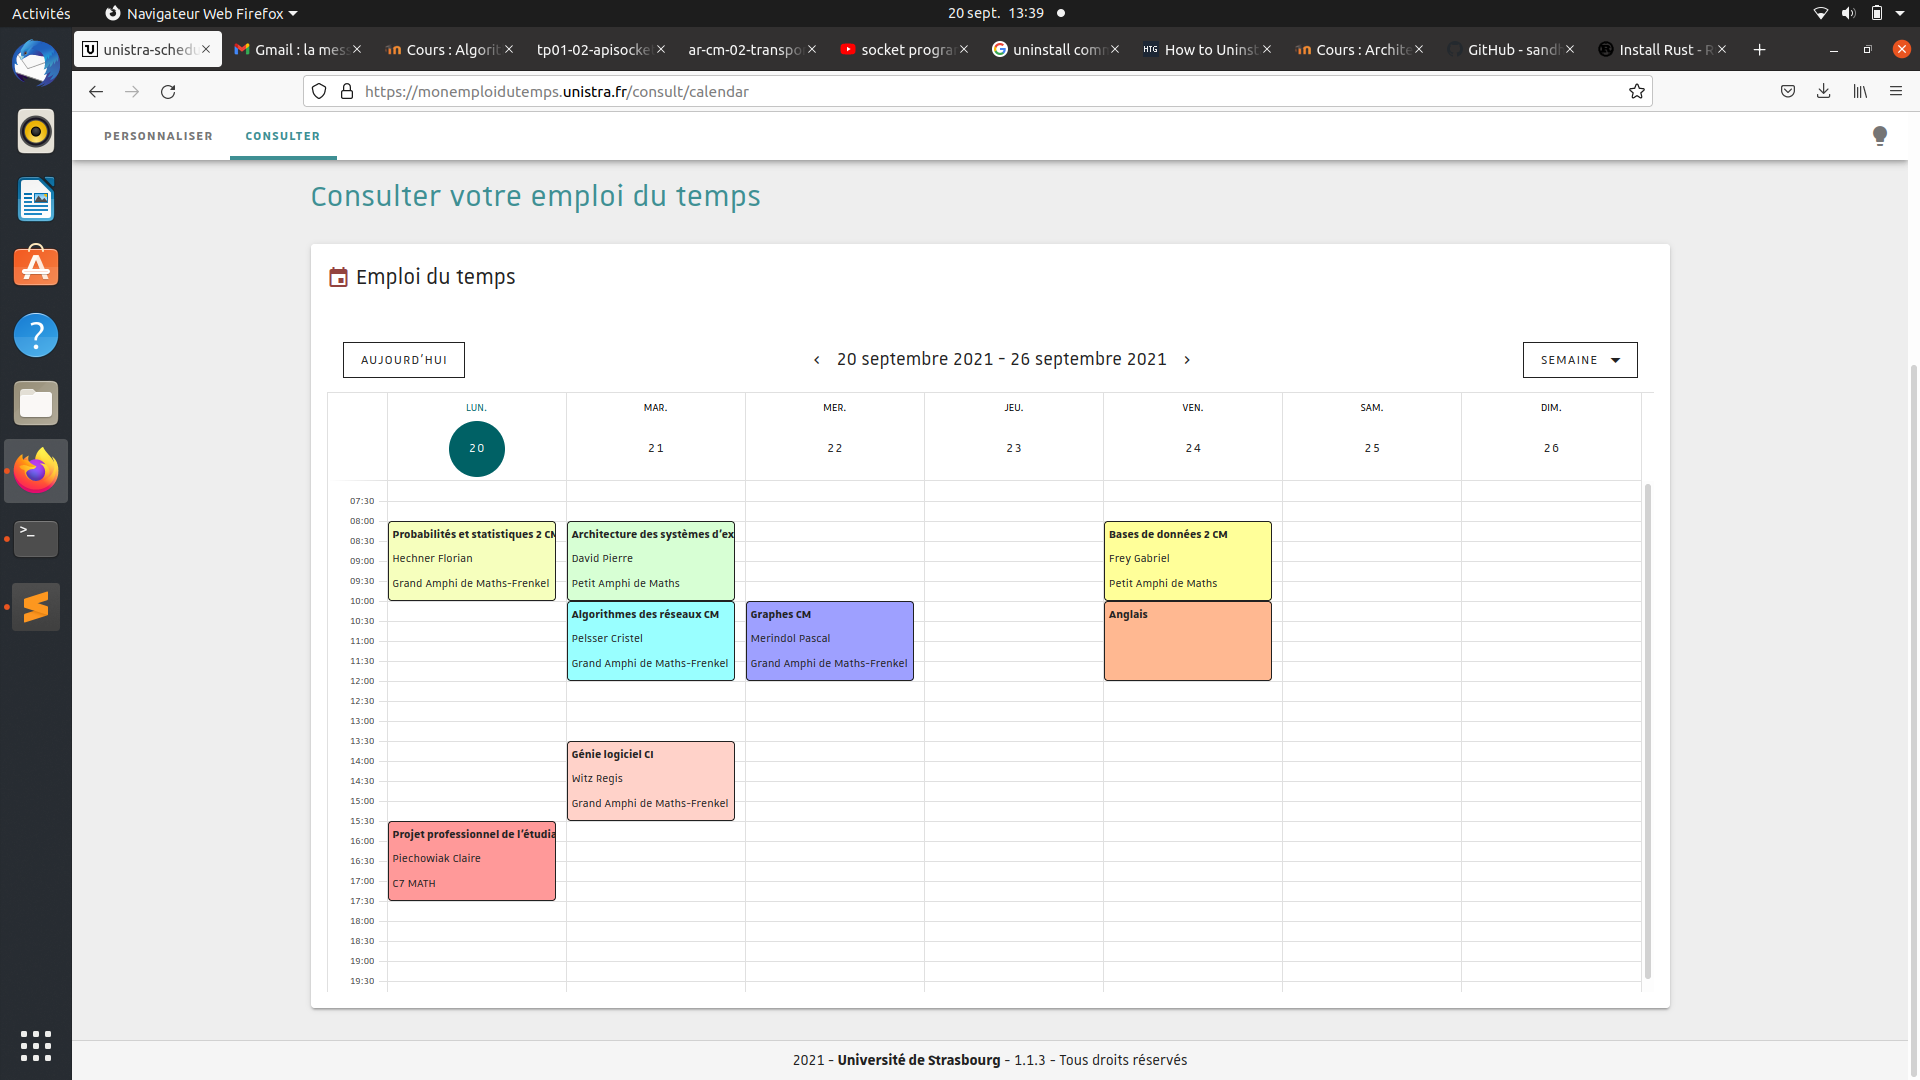 Activités
Navigateur Web Firefox
20 sept. 13:39
unistra-schedu
Gmail : la mes
Cours : Algorit
tp01-02-apisocke
ar-cm-02-transpo
socket progra
uninstall com
HTG How to Unins
Cours : Archite
GitHub - sand
Install Rust - R
https://monemploidutemps.unistra.fr/consult/calendar
PERSONNALISER
CONSULTER
Consulter votre emploi du temps
Emploi du temps
AUJOURD'HUI
20 septembre 2021 - 26 septembre 2021
SEMAINE
LUN. MAR. MER. JEU. VEN. SAM. DIM.
20 21 22 23 24 25 26
07:30
08:00
08:30
09:00
09:30
10:00
10:30
11:00
11:30
12:00
12:30
13:00
13:30
14:00
14:30
15:00
15:30
16:00
16:30
17:00
17:30
18:00
18:30
19:00
19:30
Probabilités et statistiques 2 CM
Hechner Florian
Grand Amphi de Maths-Frenkel
Projet professionnel de l'étudia
Piechowiak Claire
C7 MATH
Architecture des systèmes d'ex
David Pierre
Petit Amphi de Maths
Algorithmes des réseaux CM
Pelsser Cristel
Grand Amphi de Maths-Frenkel
Génie logiciel CI
Witz Regis
Grand Amphi de Maths-Frenkel
Graphes CM
Merindol Pascal
Grand Amphi de Maths-Frenkel
Bases de données 2 CM
Frey Gabriel
Petit Amphi de Maths
Anglais
2021 - Université de Strasbourg - 1.1.3 - Tous droits réservés